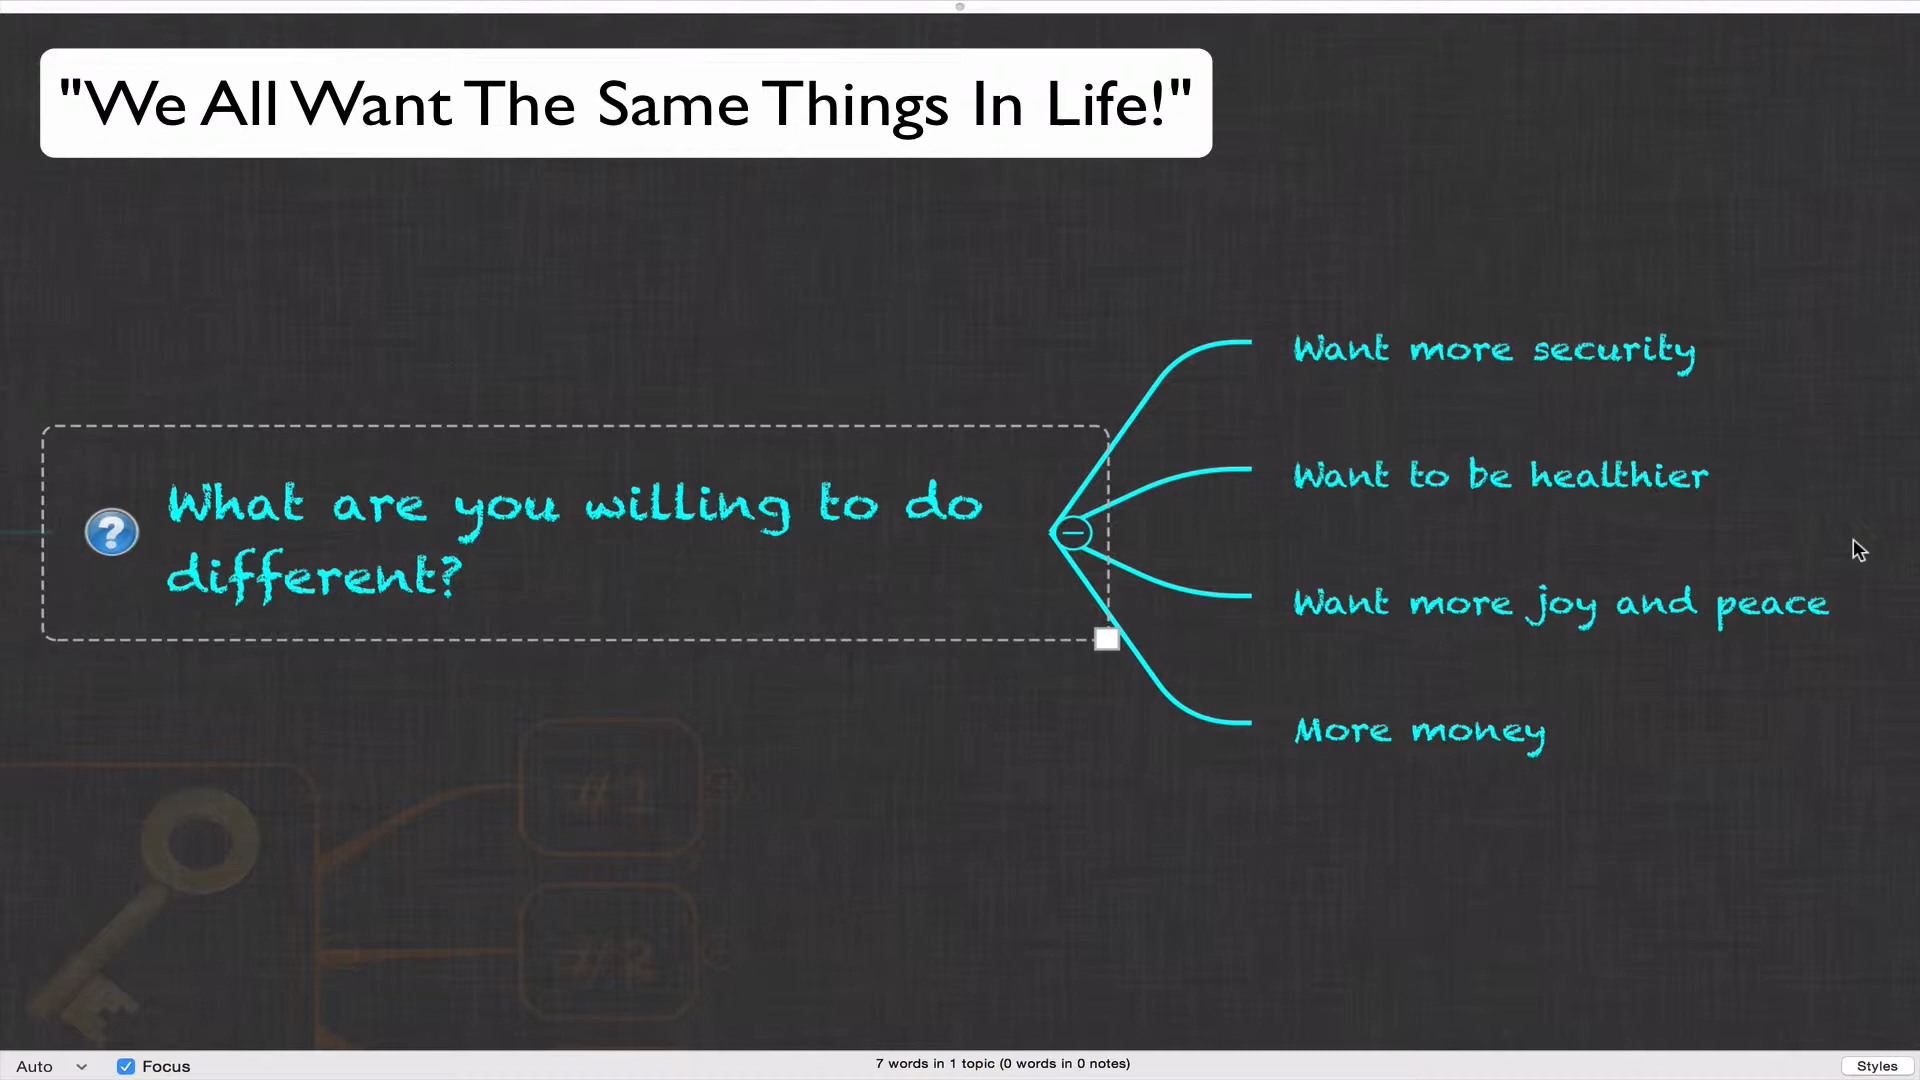 "We All Want The Same Things In Life!"
Want more security
Want to be healthier
What are you willing to do
different?
Want more joy and peace
More money
#1
#2
Auto
Focus
7 words in 1 topic (0 words in 0 notes)
Styles